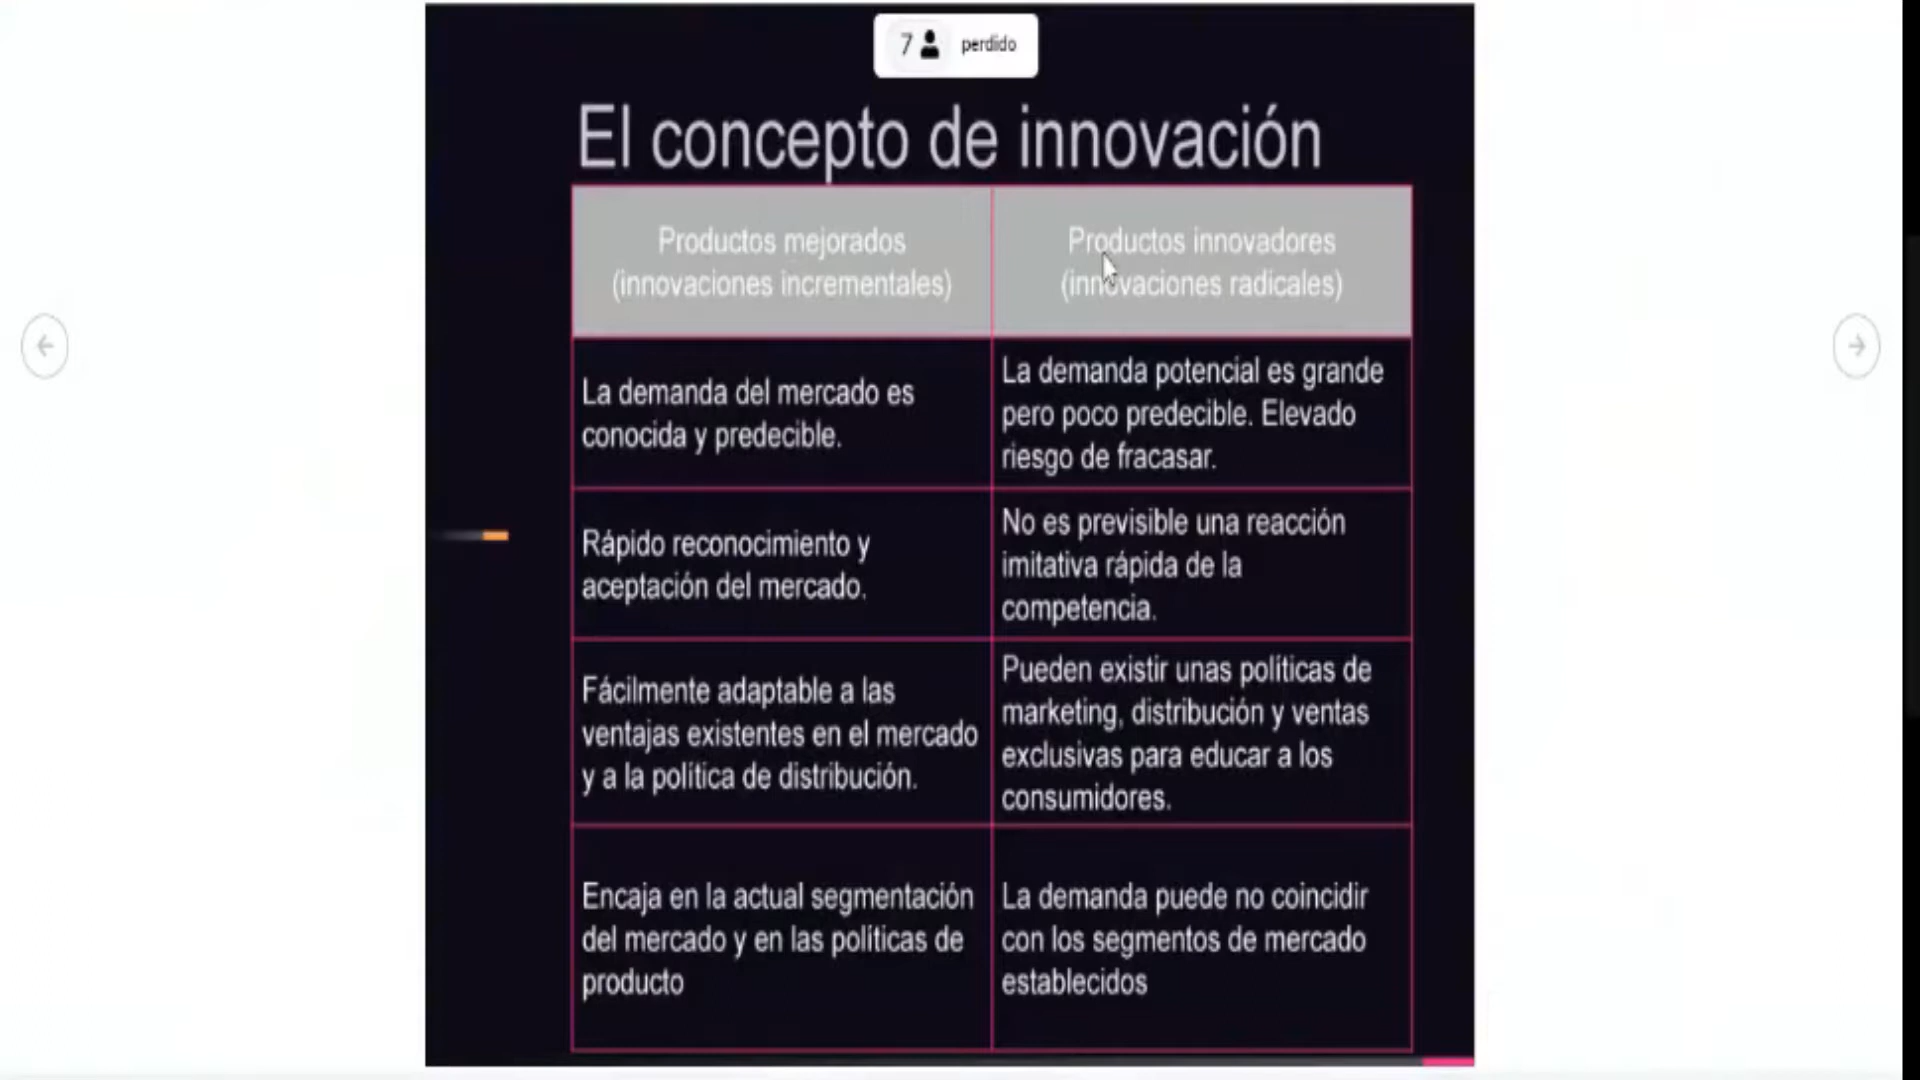 7 perdido
El concepto de innovación
Productos mejorados
(innovaciones incrementales)
Productos innovadores
(innovaciones radicales)
La demanda del mercado es
conocida y predecible.
La demanda potencial es grande
pero poco predecible. Elevado
riesgo de fracasar.
Rápido reconocimiento y
aceptación del mercado.
No es previsible una reacción
imitativa rápida de la
competencia.
Fácilmente adaptable a las
ventajas existentes en el mercado
y a la política de distribución.
Pueden existir unas políticas de
marketing, distribución y ventas
exclusivas para educar a los
consumidores.
Encaja en la actual segmentación
del mercado y en las políticas de
producto
La demanda puede no coincidir
con los segmentos de mercado
establecidos